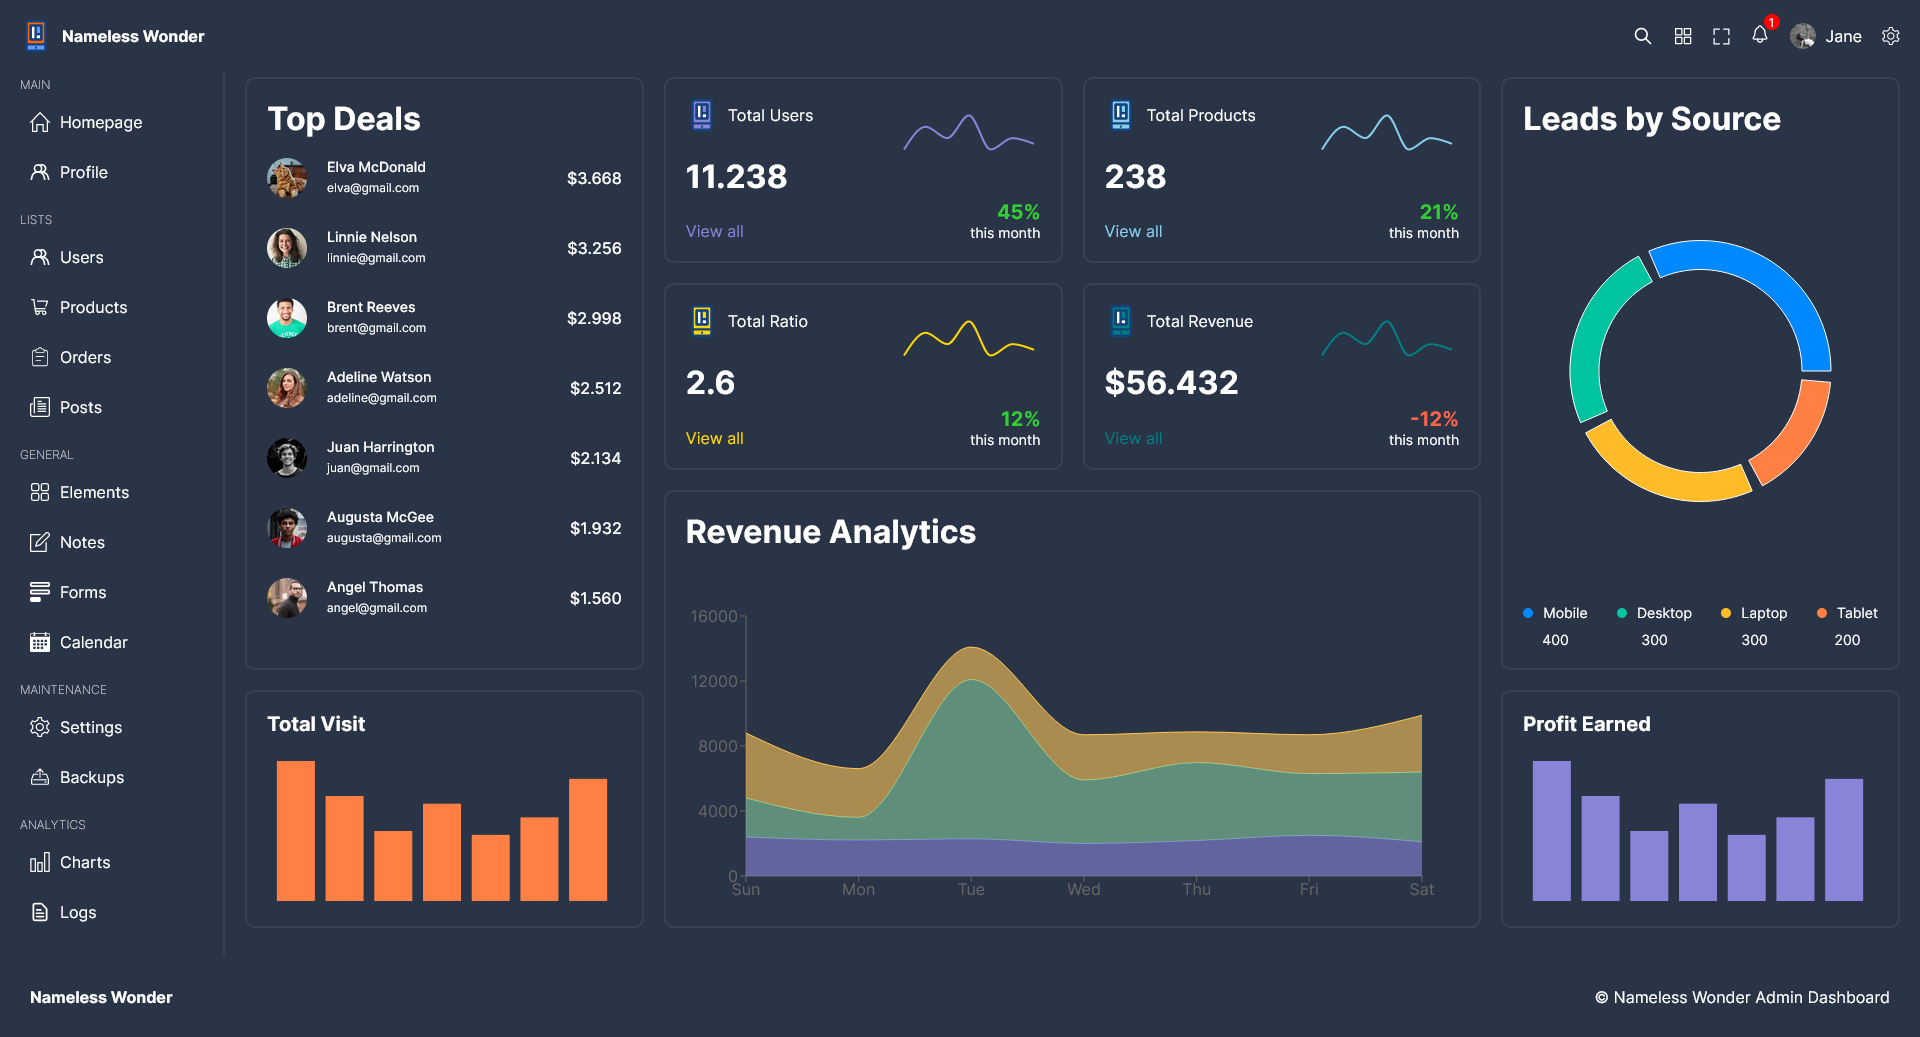 Nameless Wonder
1
Jane
MAIN
Homepage
Profile
LISTS
Users
Products
Orders
Posts
GENERAL
Elements
Notes
Forms
Calendar
MAINTENANCE
Settings
Backups
ANALYTICS
Charts
Logs
Top Deals
Elva McDonald
elva@gmail.com
$3.668
Linnie Nelson
linnie@gmail.com
$3.256
Brent Reeves
brent@gmail.com
$2.998
Adeline Watson
adeline@gmail.com
$2.512
Juan Harrington
juan@gmail.com
$2.134
Augusta McGee
augusta@gmail.com
$1.932
Angel Thomas
angel@gmail.com
$1.560
Total Visit
Total Users
11.238
View all
45%
this month
Total Products
238
View all
21%
this month
Total Ratio
2.6
View all
12%
this month
Total Revenue
$56.432
View all
-12%
this month
Revenue Analytics
16000
12000
8000
4000
0
Sun Mon Tue Wed Thu Fri Sat
Leads by Source
Mobile Desktop Laptop Tablet
400 300 300 200
Profit Earned
Nameless Wonder
© Nameless Wonder Admin Dashboard